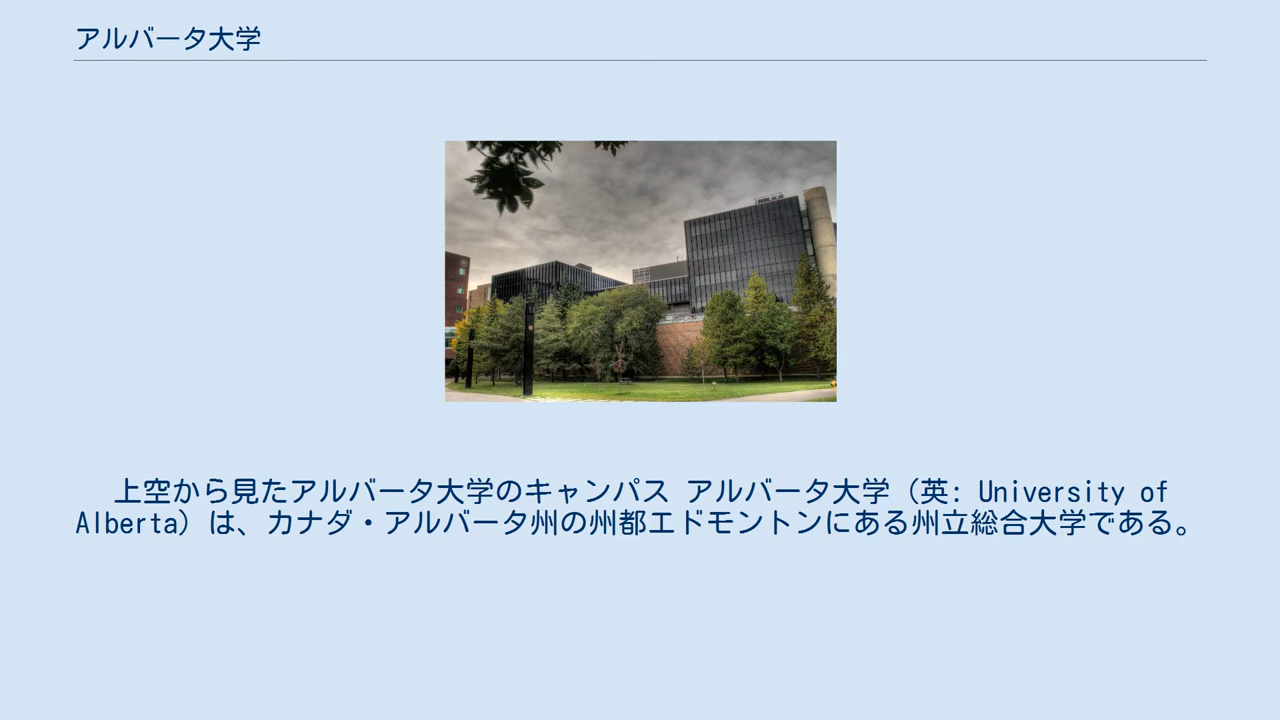 アルバータ大学
上空から見たアルバータ大学のキャンパス アルバータ大学（英: University of
Alberta）は、カナダ・アルバータ州の州都エドモントンにある州立総合大学である。